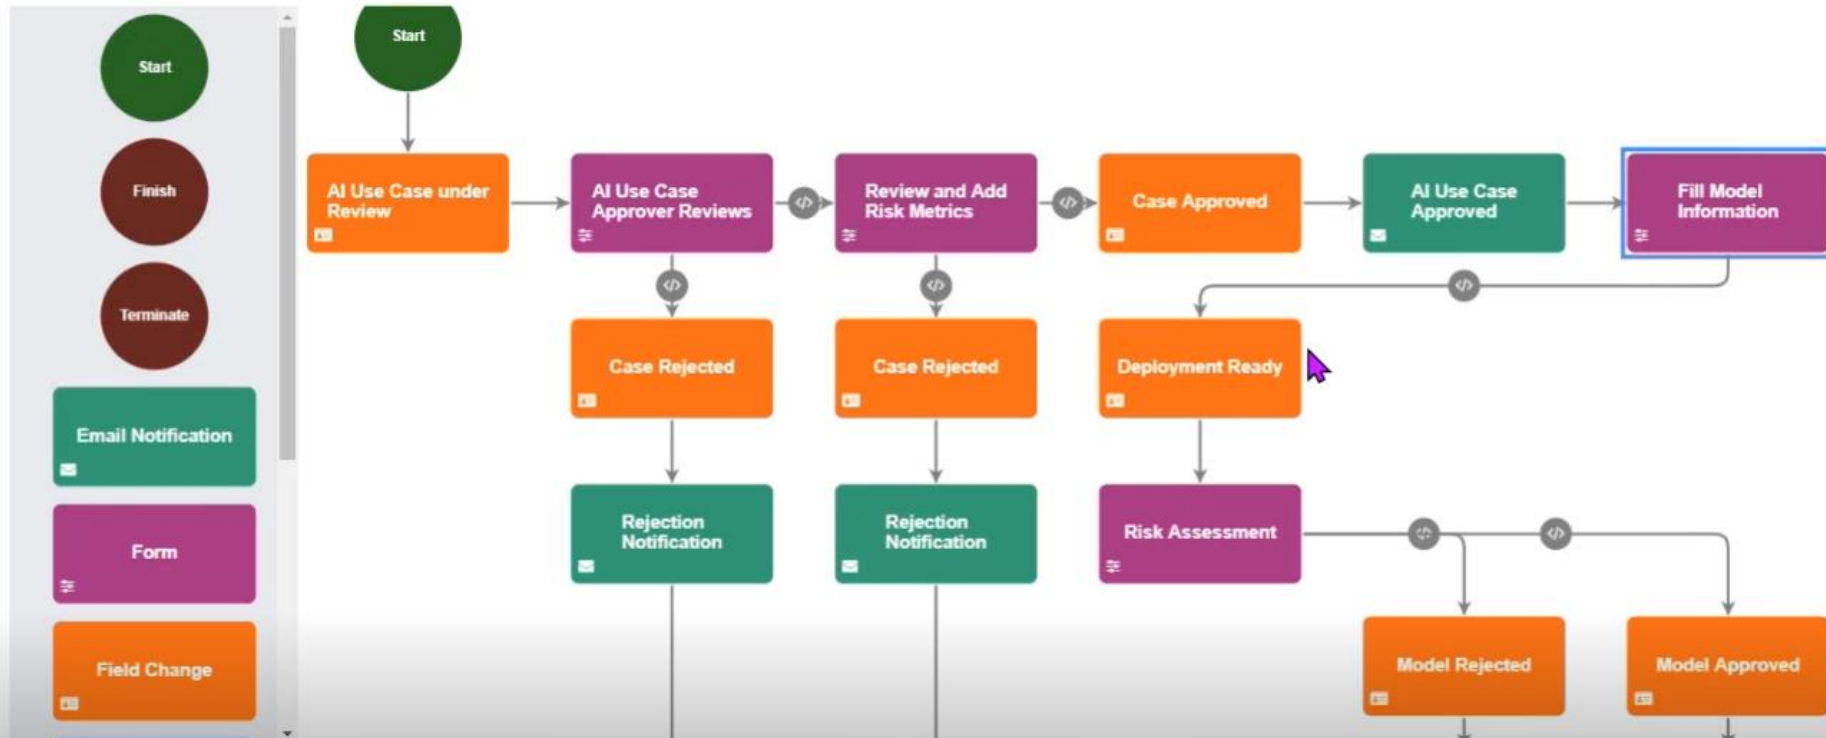 Start
Finish
Terminate
Email Notification
Form
Field Change
Start
AI Use Case under
Review
AI Use Case
Approver Reviews
</>
Review and Add
Risk Metrics
</>
Case Approved
AI Use Case
Approved
Fill Model
Information
</>
</>
</>
Case Rejected
Case Rejected
Deployment Ready
Rejection
Notification
Rejection
Notification
Risk Assessment
</>
</>
Model Rejected
Model Approved